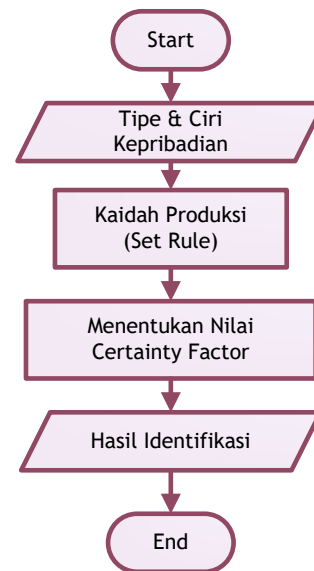 Start
Tipe & Ciri
Kepribadian
Kaidah Produksi
(Set Rule)
Menentukan Nilai
Certainty Factor
Hasil Identifikasi
End